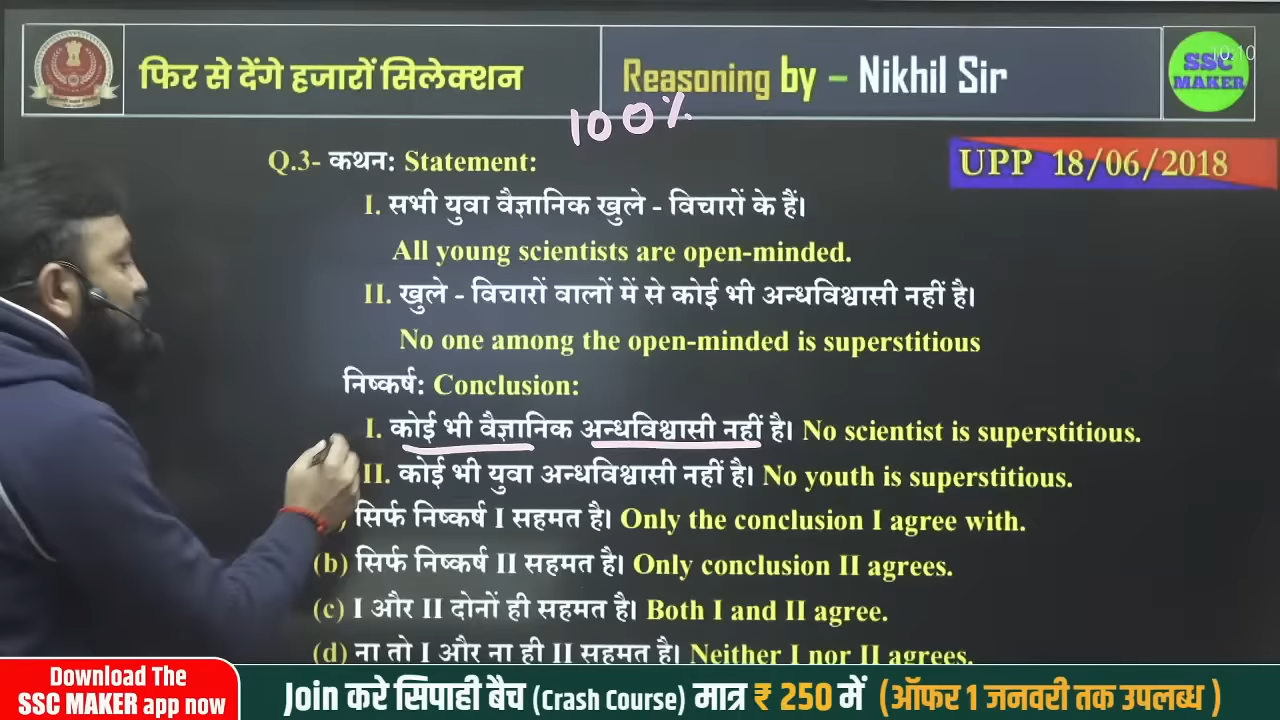 फिर से देंगे हजारों सिलेक्शन
Reasoning by – Nikhil Sir
10:10
SSC
MAKER
100%
Q.3- कथन: Statement:
UPP 18/06/2018
I. सभी युवा वैज्ञानिक खुले - विचारों के हैं।
All young scientists are open-minded.
II. खुले - विचारों वालों में से कोई भी अन्धविश्वासी नहीं है।
No one among the open-minded is superstitious
निष्कर्ष: Conclusion:
I. कोई भी वैज्ञानिक अन्धविश्वासी नहीं है। No scientist is superstitious.
II. कोई भी युवा अन्धविश्वासी नहीं है। No youth is superstitious.
सिर्फ निष्कर्ष I सहमत है। Only the conclusion I agree with.
(b) सिर्फ निष्कर्ष II सहमत है। Only conclusion II agrees.
(c) I और II दोनों ही सहमत है। Both I and II agree.
(d) ना तो I और ना ही II सहमत है। Neither I nor II agrees.
Download The
SSC MAKER app now
Join करे सिपाही बैच (Crash Course) मात्र ₹ 250 में (ऑफर 1 जनवरी तक उपलब्ध )